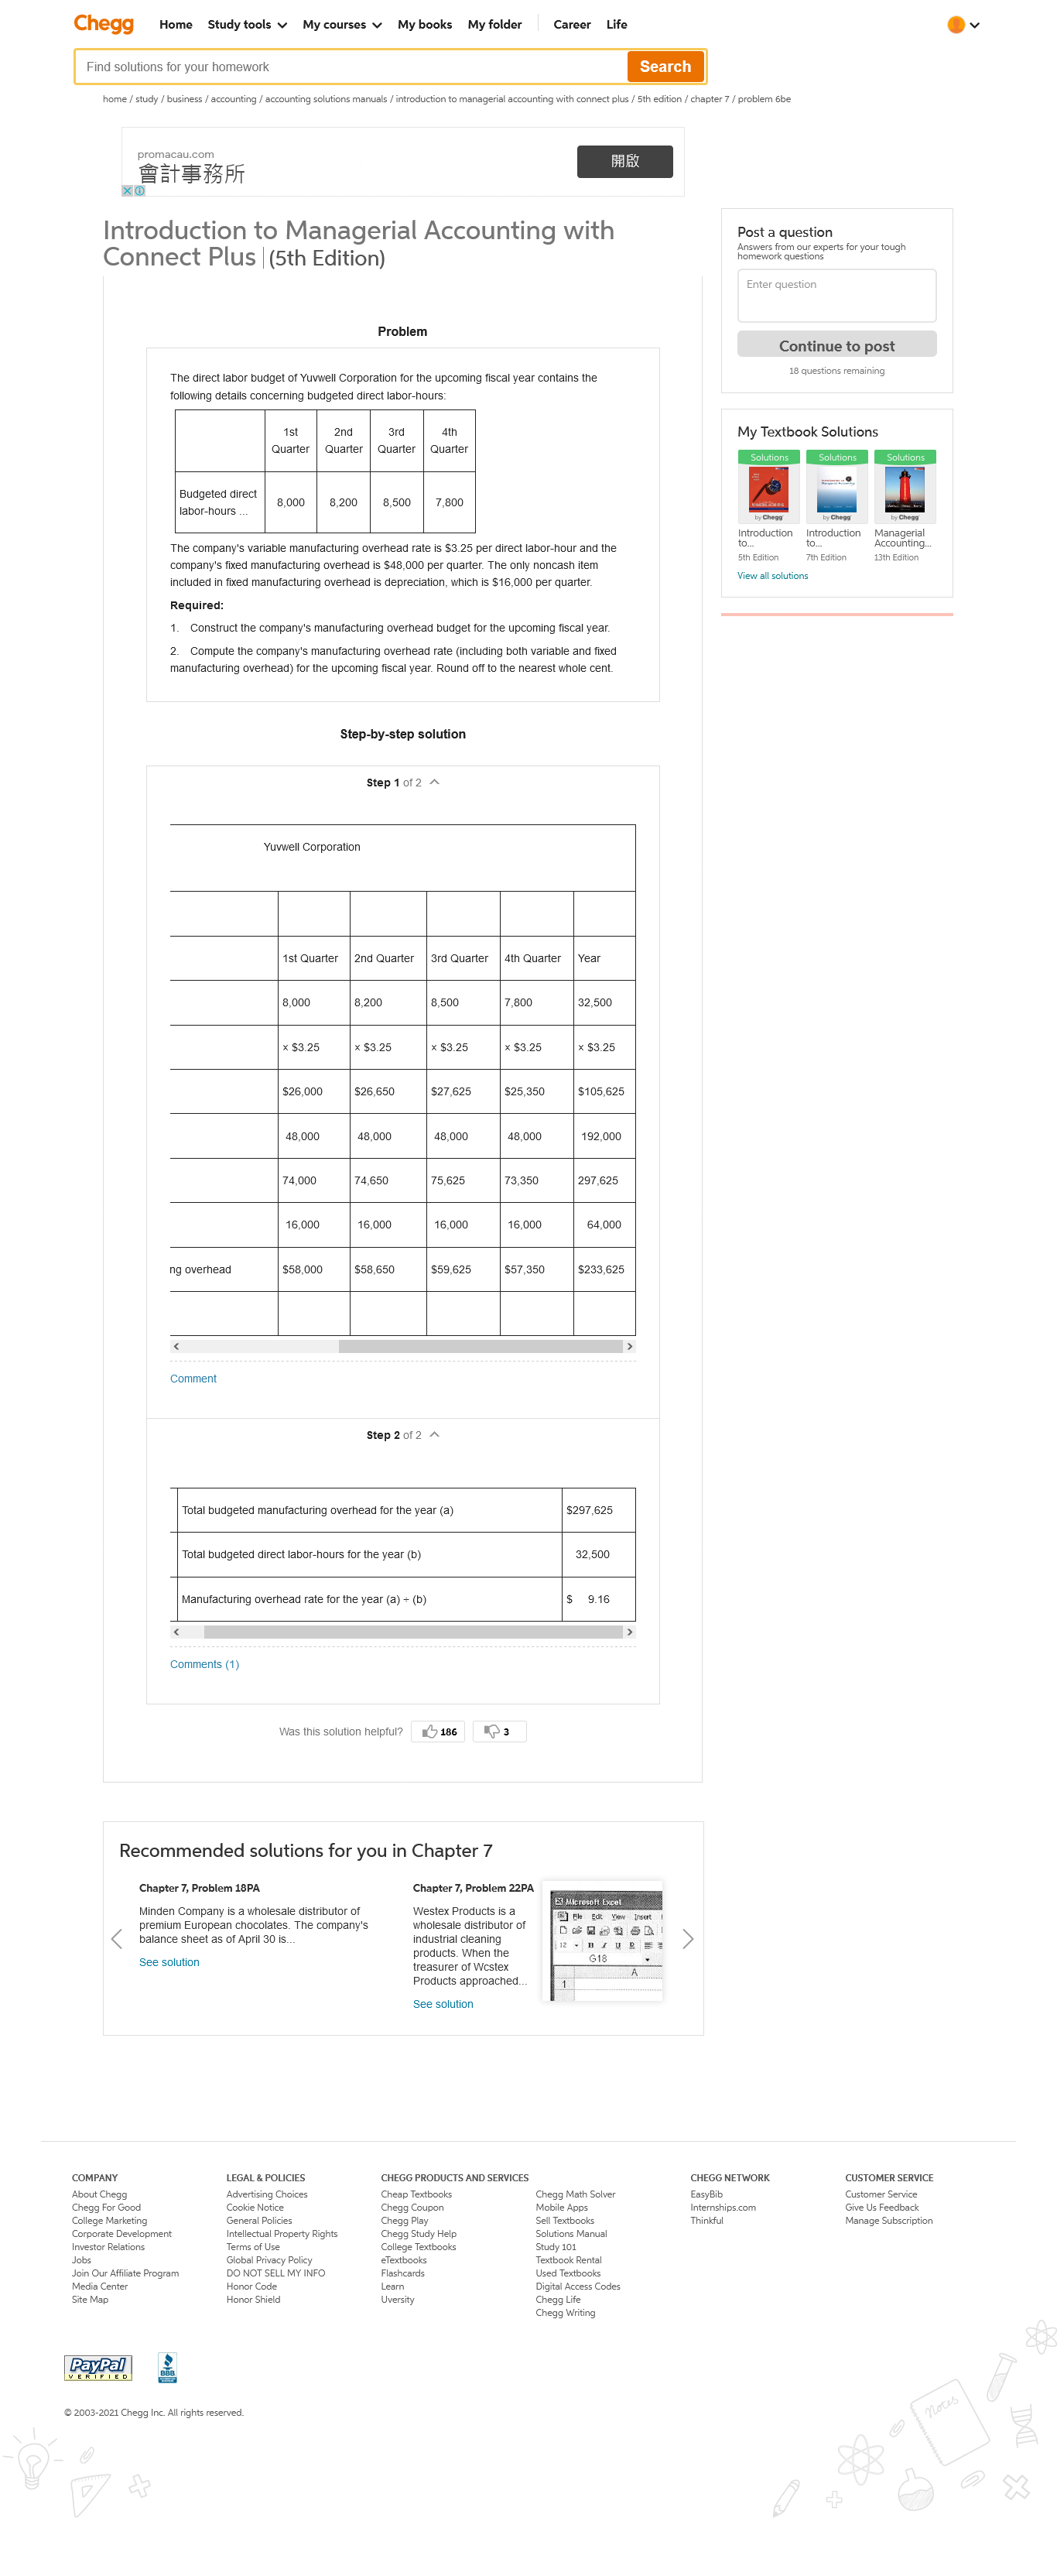 Chegg Home Study tools My courses My books My folder Career Life
Find solutions for your homework Search
home / study / business / accounting / accounting solutions manuals / introduction to managerial accounting with connect plus / 5th edition / chapter 7 / problem 6be
promacau.com
會計事務所
開啟
Introduction to Managerial Accounting with
Connect Plus (5th Edition)
Problem
The direct labor budget of Yuvwell Corporation for the upcoming fiscal year contains the
following details concerning budgeted direct labor-hours:
1st 2nd 3rd 4th
Quarter Quarter Quarter Quarter
Budgeted direct
labor-hours ... 8,000 8,200 8,500 7,800
The company's variable manufacturing overhead rate is $3.25 per direct labor-hour and the
company's fixed manufacturing overhead is $48,000 per quarter. The only noncash item
included in fixed manufacturing overhead is depreciation, which is $16,000 per quarter.
Required:
1. Construct the company's manufacturing overhead budget for the upcoming fiscal year.
2. Compute the company's manufacturing overhead rate (including both variable and fixed
manufacturing overhead) for the upcoming fiscal year. Round off to the nearest whole cent.
Step-by-step solution
Step 1 of 2
Yuvwell Corporation
1st Quarter 2nd Quarter 3rd Quarter 4th Quarter Year
8,000 8,200 8,500 7,800 32,500
× $3.25 × $3.25 × $3.25 × $3.25 × $3.25
$26,000 $26,650 $27,625 $25,350 $105,625
48,000 48,000 48,000 48,000 192,000
74,000 74,650 75,625 73,350 297,625
16,000 16,000 16,000 16,000 64,000
ng overhead $58,000 $58,650 $59,625 $57,350 $233,625
Comment
Step 2 of 2
Total budgeted manufacturing overhead for the year (a) $297,625
Total budgeted direct labor-hours for the year (b) 32,500
Manufacturing overhead rate for the year (a) ÷ (b) $ 9.16
Comments (1)
Was this solution helpful? 186 3
Post a question
Answers from our experts for your tough
homework questions
Enter question
Continue to post
18 questions remaining
My Textbook Solutions
Solutions Solutions Solutions
by Chegg by Chegg by Chegg
Introduction Introduction Managerial
to... to... Accounting...
5th Edition 7th Edition 13th Edition
View all solutions
Recommended solutions for you in Chapter 7
Chapter 7, Problem 18PA
Minden Company is a wholesale distributor of
premium European chocolates. The company's
balance sheet as of April 30 is...
See solution
Chapter 7, Problem 22PA
Westex Products is a
wholesale distributor of
industrial cleaning
products. When the
treasurer of Wcstex
Products approached...
See solution
Microsoft Excel
File Edit View Insert
12 B I U
G18
A
1
COMPANY
About Chegg
Chegg For Good
College Marketing
Corporate Development
Investor Relations
Jobs
Join Our Affiliate Program
Media Center
Site Map
LEGAL & POLICIES
Advertising Choices
Cookie Notice
General Policies
Intellectual Property Rights
Terms of Use
Global Privacy Policy
DO NOT SELL MY INFO
Honor Code
Honor Shield
CHEGG PRODUCTS AND SERVICES
Cheap Textbooks
Chegg Coupon
Chegg Play
Chegg Study Help
College Textbooks
eTextbooks
Flashcards
Learn
Uversity
Chegg Math Solver
Mobile Apps
Sell Textbooks
Solutions Manual
Study 101
Textbook Rental
Used Textbooks
Digital Access Codes
Chegg Life
Chegg Writing
CHEGG NETWORK
EasyBib
Internships.com
Thinkful
CUSTOMER SERVICE
Customer Service
Give Us Feedback
Manage Subscription
PayPal
VERIFIED
BBB
© 2003-2021 Chegg Inc. All rights reserved.
Notes